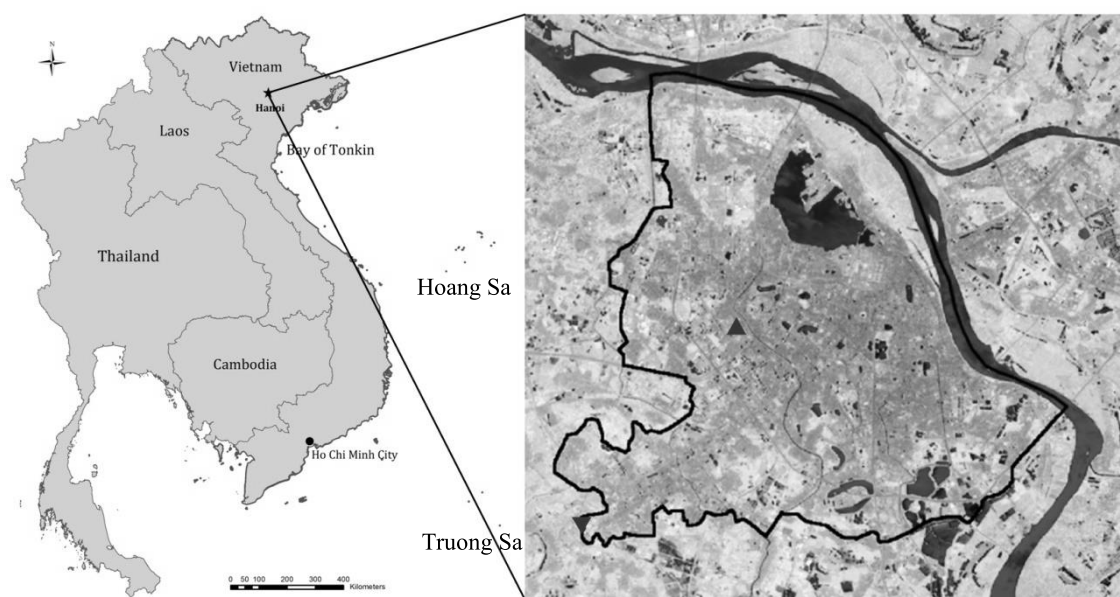 N
Vietnam
Hanoi
Laos
Bay of Tonkin
Thailand
Hoang Sa
Cambodia
Ho Chi Minh City
Truong Sa
0 50 100 200 300 400
Kilometers